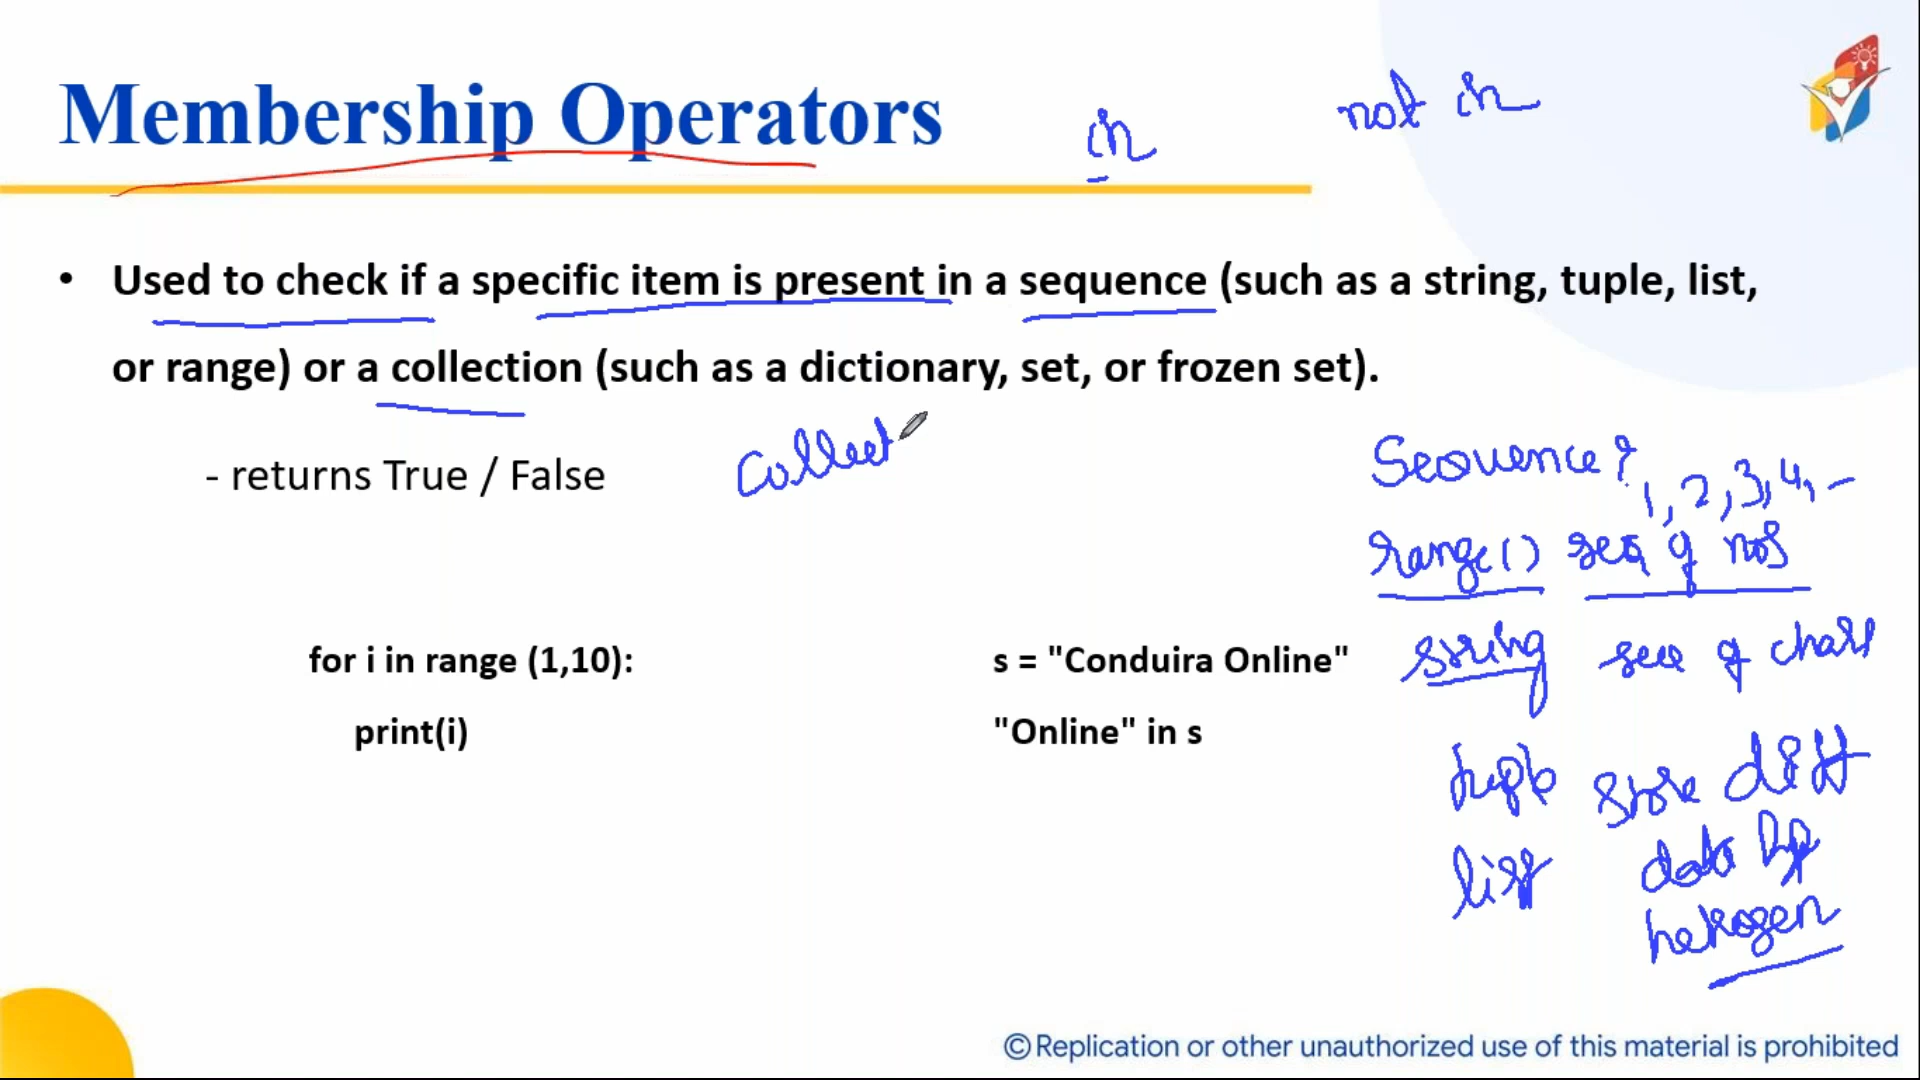 Membership Operators
in
not in
• Used to check if a specific item is present in a sequence (such as a string, tuple, list,
or range) or a collection (such as a dictionary, set, or frozen set).
- returns True / False
collect
Sequence?
1, 2, 3, 4, -
range() seq of nos
string seq of chars
tuple store diff
list data typ
heterogen
for i in range (1,10):
print(i)
s = "Conduira Online"
"Online" in s
©Replication or other unauthorized use of this material is prohibited